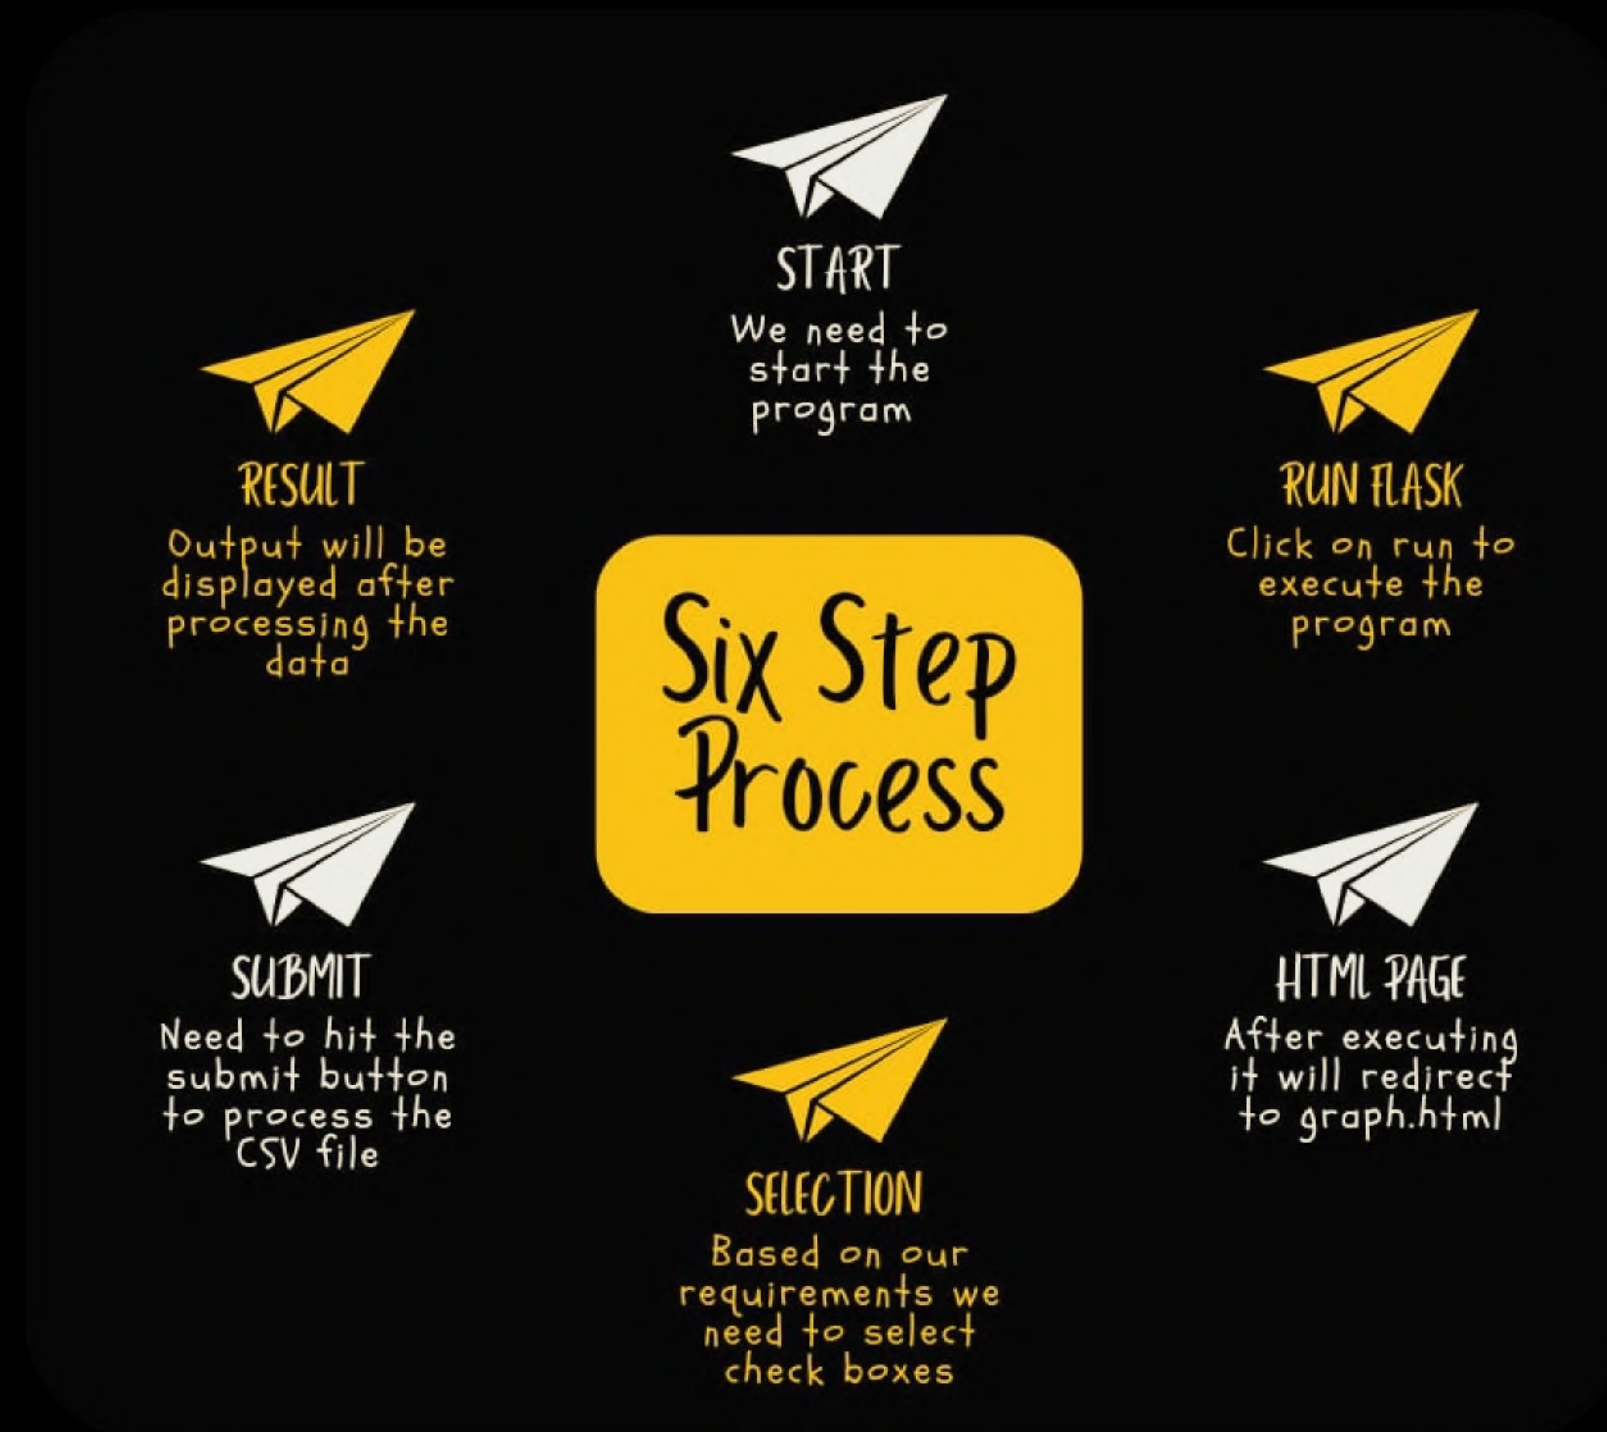 START
We need to
start the
program
RUN FLASK
Click on run to
execute the
program
HTML PAGE
After executing
it will redirect
to graph.html
SELECTION
Based on our
requirements we
need to select
check boxes
SUBMIT
Need to hit the
submit button
to process the
CSV file
RESULT
Output will be
displayed after
processing the
data
Six Step
Process